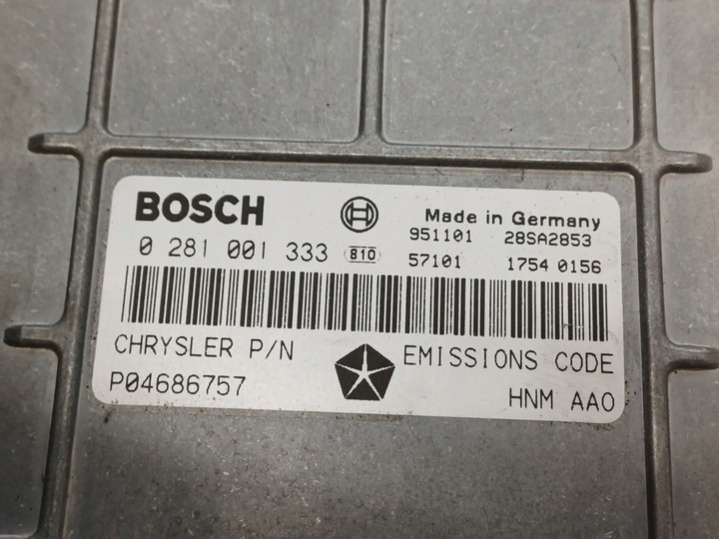 BOSCH Made in Germany
951101 28SA2853
0 281 001 333 810 57101 1754 0156
CHRYSLER P/N EMISSIONS CODE
P04686757 HNM AAO